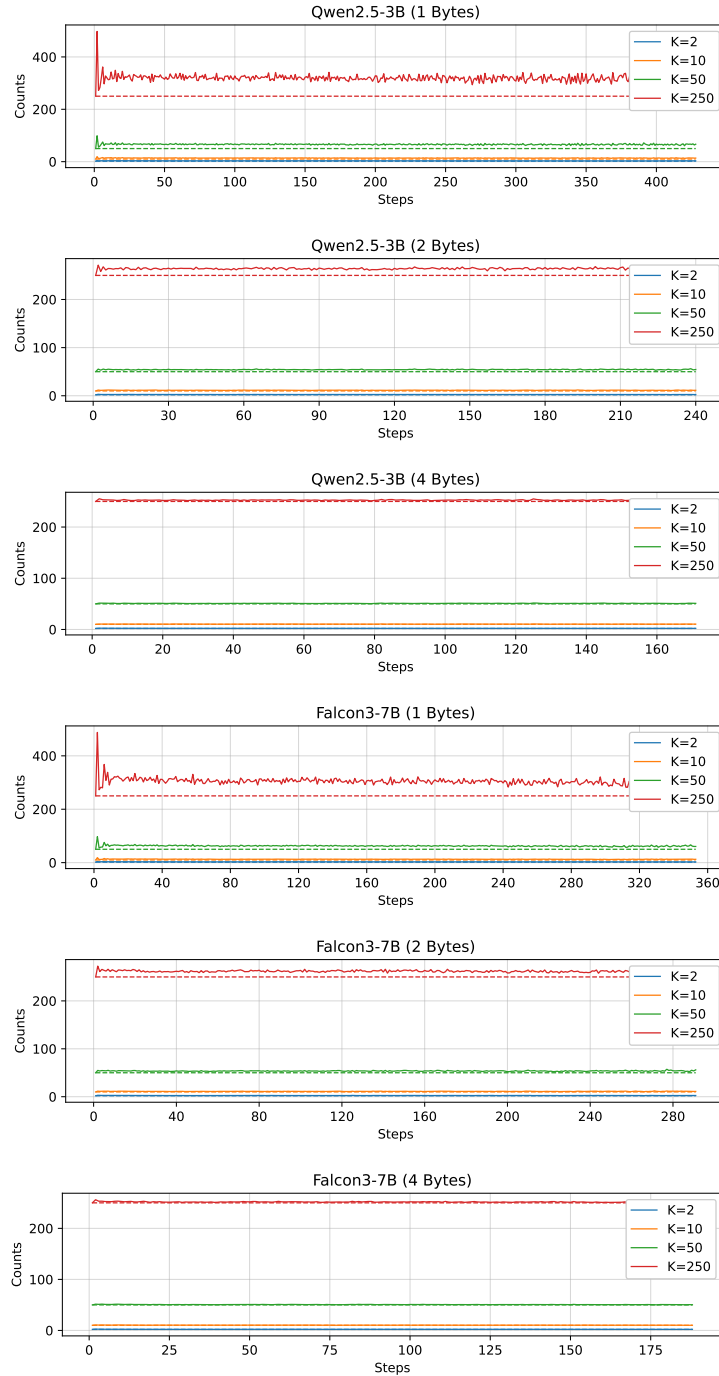 Qwen2.5-3B (1 Bytes)
Counts
400
200
0
K=2
K=10
K=50
K=250
0 50 100 150 200 250 300 350 400
Steps
Qwen2.5-3B (2 Bytes)
Counts
200
100
0
K=2
K=10
K=50
K=250
0 30 60 90 120 150 180 210 240
Steps
Qwen2.5-3B (4 Bytes)
Counts
200
100
0
K=2
K=10
K=50
K=250
0 20 40 60 80 100 120 140 160
Steps
Falcon3-7B (1 Bytes)
Counts
400
200
0
K=2
K=10
K=50
K=250
0 40 80 120 160 200 240 280 320 360
Steps
Falcon3-7B (2 Bytes)
Counts
200
100
0
K=2
K=10
K=50
K=250
0 40 80 120 160 200 240 280
Steps
Falcon3-7B (4 Bytes)
Counts
200
100
0
K=2
K=10
K=50
K=250
0 25 50 75 100 125 150 175
Steps